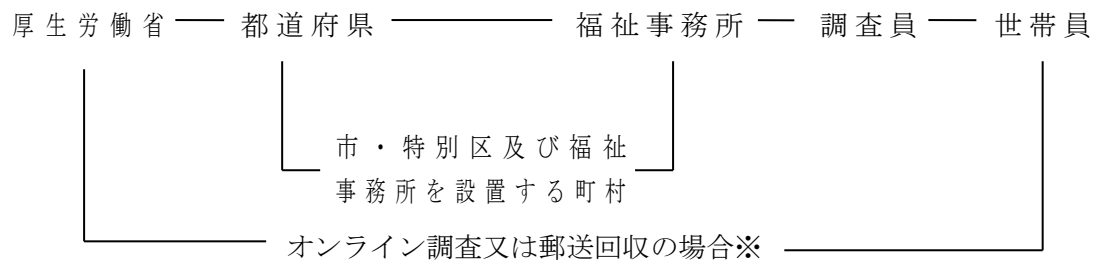 厚生労働省 都道府県 福祉事務所 調査員 世帯員
市・特別区及び福祉
事務所を設置する町村
オンライン調査又は郵送回収の場合※